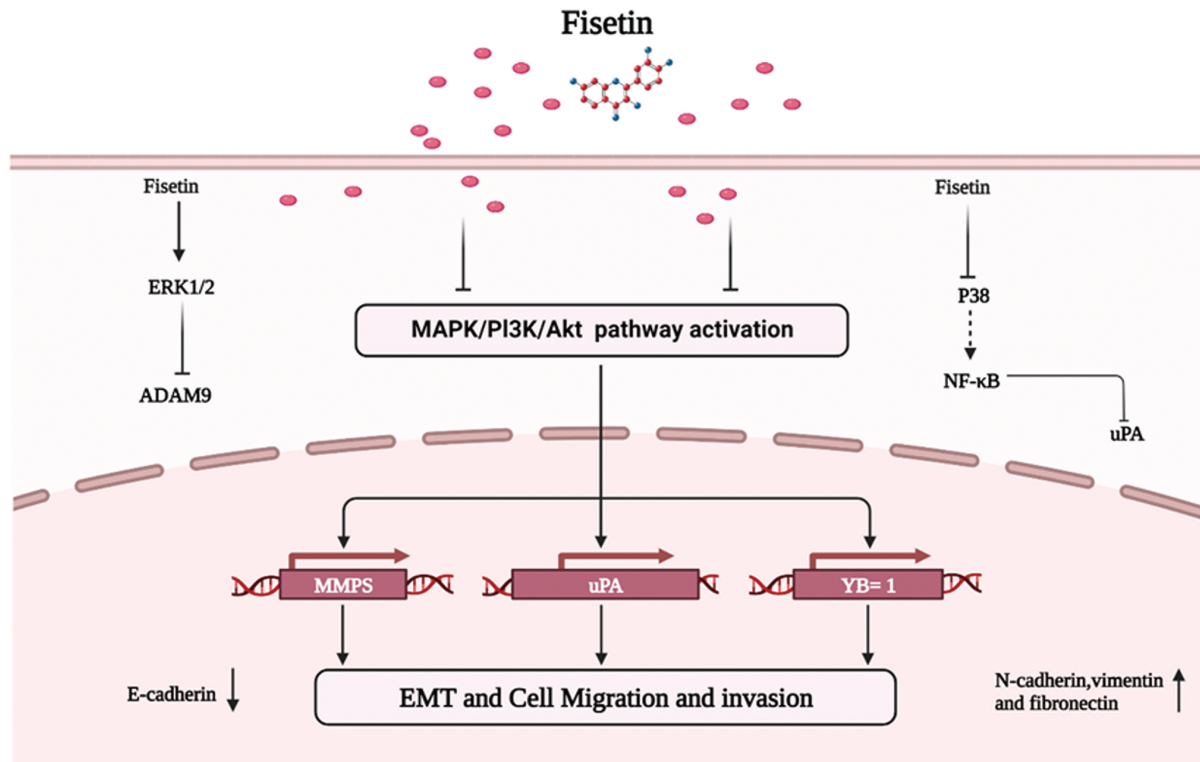 Fisetin
Fisetin
Fisetin
ERK1/2
P38
MAPK/Pl3K/Akt pathway activation
ADAM9
NF-κB
uPA
MMPS
uPA
YB= 1
E-cadherin
EMT and Cell Migration and invasion
N-cadherin,vimentin
and fibronectin